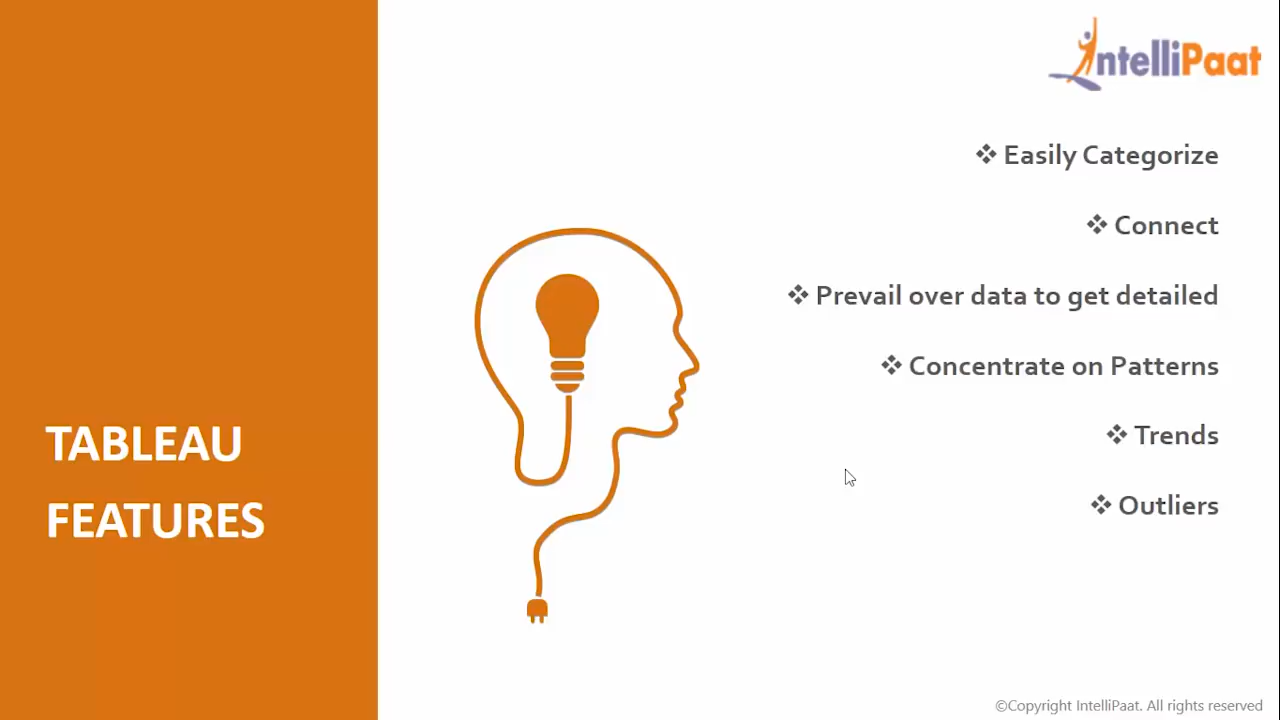 IntelliPaat
❖ Easily Categorize
❖ Connect
❖ Prevail over data to get detailed
❖ Concentrate on Patterns
❖ Trends
❖ Outliers
TABLEAU
FEATURES
©Copyright IntelliPaat. All rights reserved